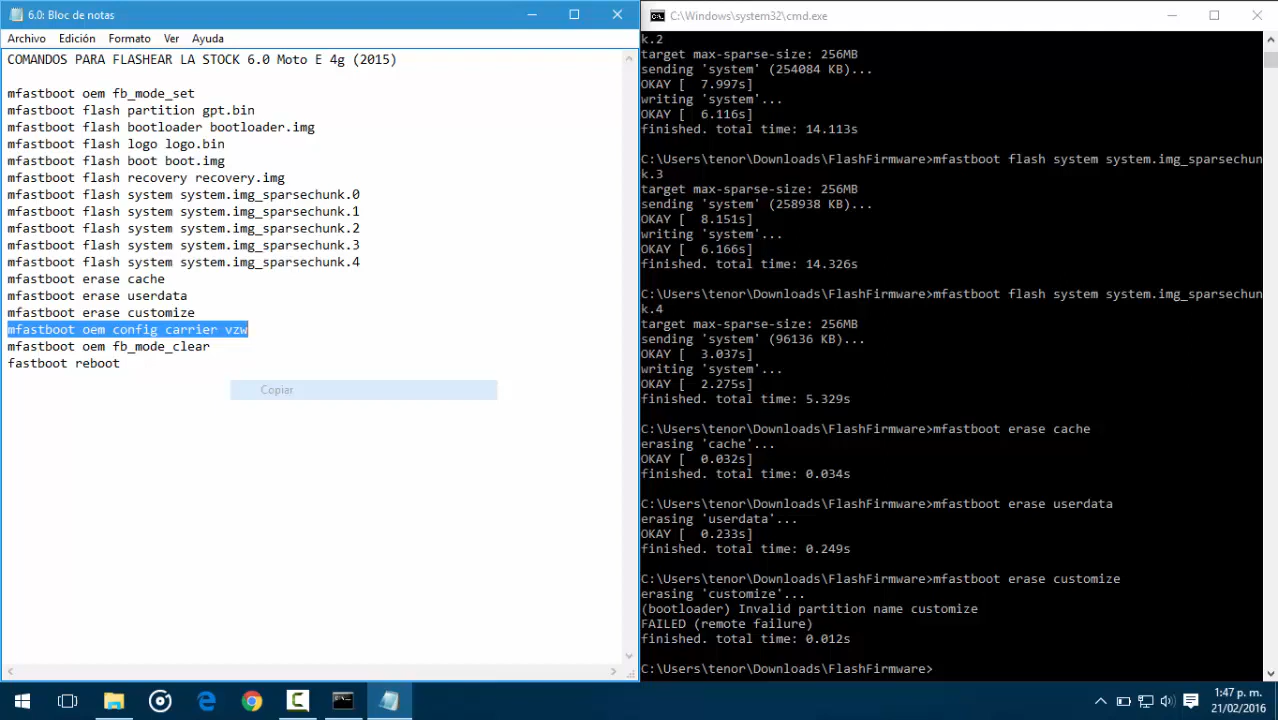 6.0: Bloc de notas
Archivo Edición Formato Ver Ayuda
COMANDOS PARA FLASHEAR LA STOCK 6.0 Moto E 4g (2015)
mfastboot oem fb_mode_set
mfastboot flash partition gpt.bin
mfastboot flash bootloader bootloader.img
mfastboot flash logo logo.bin
mfastboot flash boot boot.img
mfastboot flash recovery recovery.img
mfastboot flash system system.img_sparsechunk.0
mfastboot flash system system.img_sparsechunk.1
mfastboot flash system system.img_sparsechunk.2
mfastboot flash system system.img_sparsechunk.3
mfastboot flash system system.img_sparsechunk.4
mfastboot erase cache
mfastboot erase userdata
mfastboot erase customize
mfastboot oem config carrier vzw
mfastboot oem fb_mode_clear
fastboot reboot
Copiar
C:\Windows\system32\cmd.exe
k.2
target max-sparse-size: 256MB
sending 'system' (254084 KB)...
OKAY [  7.997s]
writing 'system'...
OKAY [  6.116s]
finished. total time: 14.113s
C:\Users\tenor\Downloads\FlashFirmware>mfastboot flash system system.img_sparsechun
k.3
target max-sparse-size: 256MB
sending 'system' (258938 KB)...
OKAY [  8.151s]
writing 'system'...
OKAY [  6.166s]
finished. total time: 14.326s
C:\Users\tenor\Downloads\FlashFirmware>mfastboot flash system system.img_sparsechun
k.4
target max-sparse-size: 256MB
sending 'system' (96136 KB)...
OKAY [  3.037s]
writing 'system'...
OKAY [  2.275s]
finished. total time: 5.329s
C:\Users\tenor\Downloads\FlashFirmware>mfastboot erase cache
erasing 'cache'...
OKAY [  0.032s]
finished. total time: 0.034s
C:\Users\tenor\Downloads\FlashFirmware>mfastboot erase userdata
erasing 'userdata'...
OKAY [  0.233s]
finished. total time: 0.249s
C:\Users\tenor\Downloads\FlashFirmware>mfastboot erase customize
erasing 'customize'...
(bootloader) Invalid partition name customize
FAILED (remote failure)
finished. total time: 0.012s
C:\Users\tenor\Downloads\FlashFirmware>
1:47 p. m.
21/02/2016